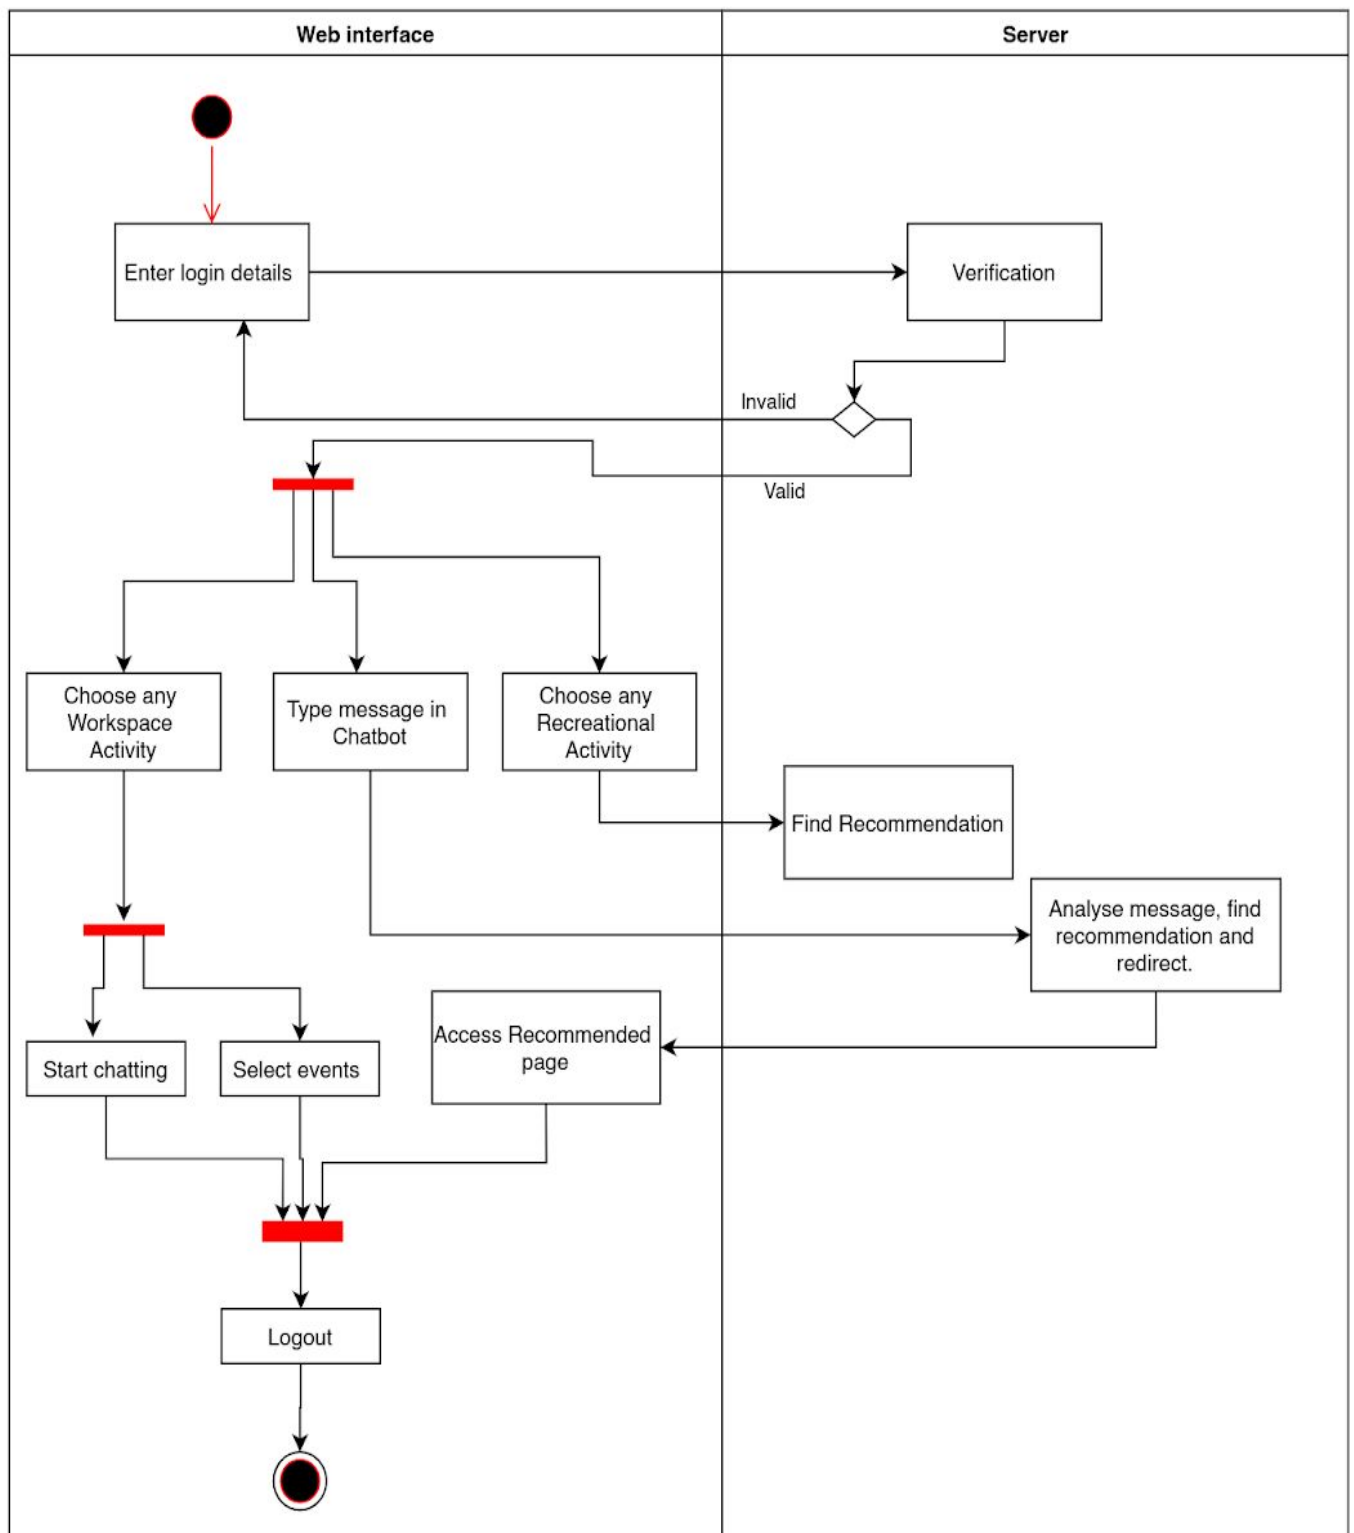 Web interface
Server
Enter login details
Verification
Invalid
Valid
Choose any
Workspace
Activity
Type message in
Chatbot
Choose any
Recreational
Activity
Find Recommendation
Analyse message, find
recommendation and
redirect.
Access Recommended
page
Start chatting
Select events
Logout